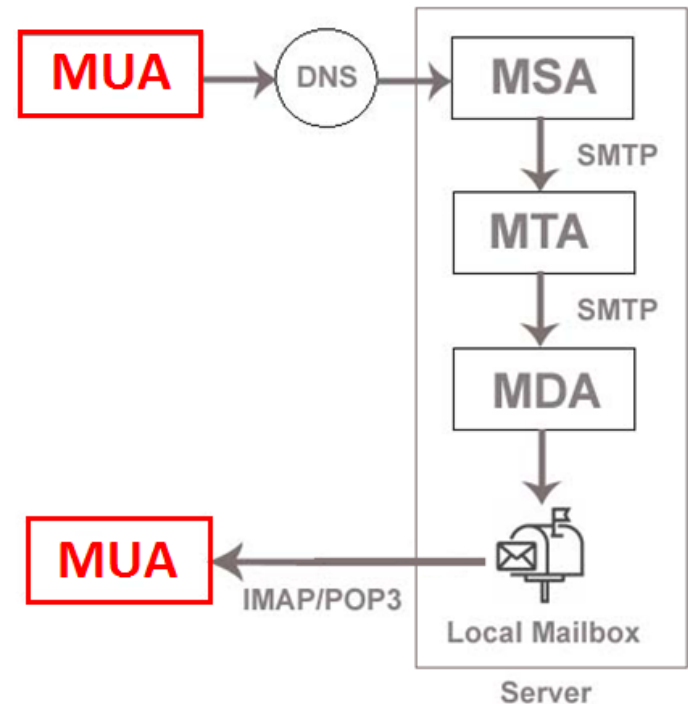 MUA
DNS
MSA
SMTP
MTA
SMTP
MDA
MUA
IMAP/POP3
Local Mailbox
Server